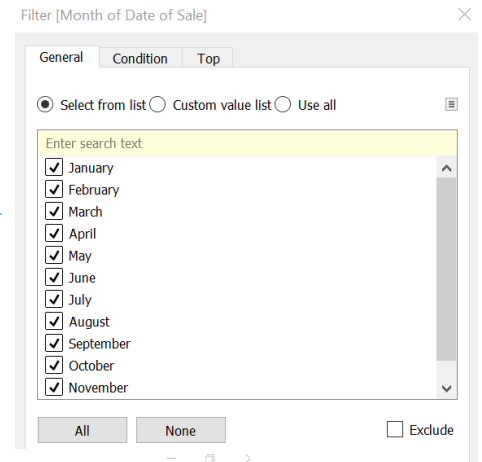 Filter [Month of Date of Sale]
General Condition Top
Select from list Custom value list Use all
Enter search text
January
February
March
April
May
June
July
August
September
October
November
All None Exclude